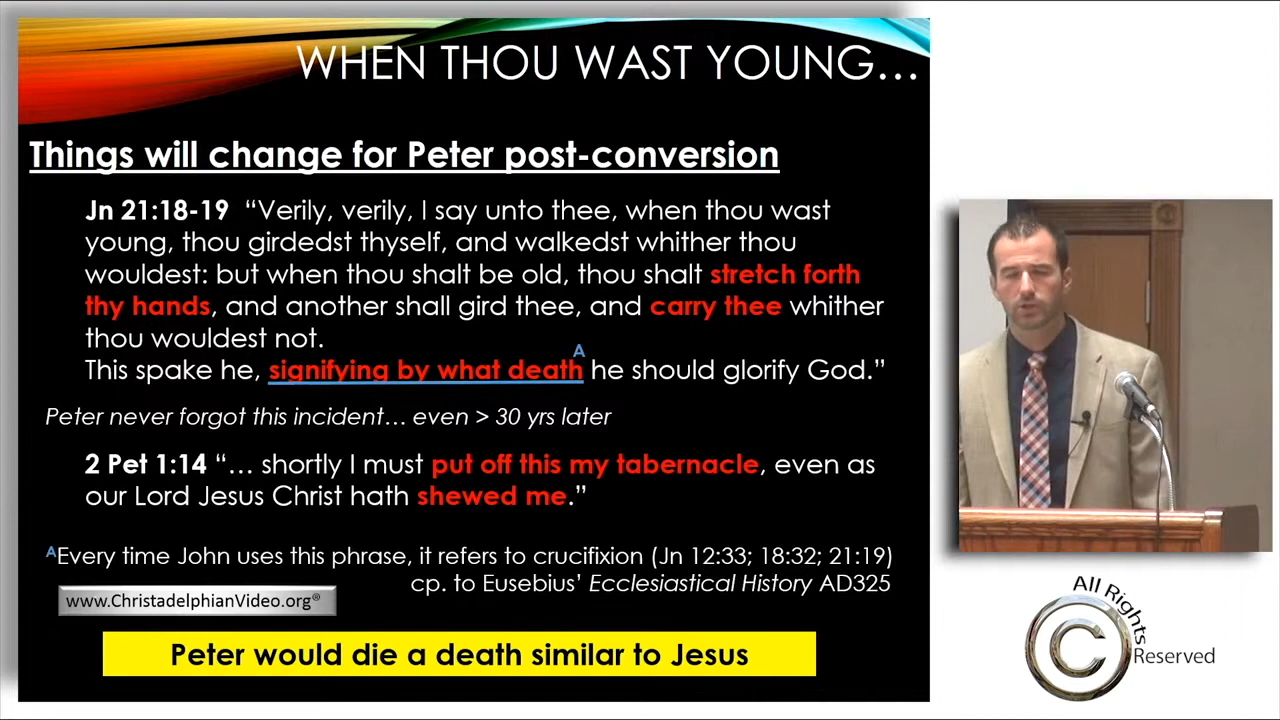 WHEN THOU WAST YOUNG…
Things will change for Peter post-conversion
Jn 21:18-19 “Verily, verily, I say unto thee, when thou wast
young, thou girdedst thyself, and walkedst whither thou
wouldest: but when thou shalt be old, thou shalt stretch forth
thy hands, and another shall gird thee, and carry thee whither
thou wouldest not.
This spake he, signifying by what death A he should glorify God.”
Peter never forgot this incident… even > 30 yrs later
2 Pet 1:14 “… shortly I must put off this my tabernacle, even as
our Lord Jesus Christ hath shewed me.”
A Every time John uses this phrase, it refers to crucifixion (Jn 12:33; 18:32; 21:19)
cp. to Eusebius’ Ecclesiastical History AD325
www.ChristadelphianVideo.org®
Peter would die a death similar to Jesus
All Rights
C
Reserved